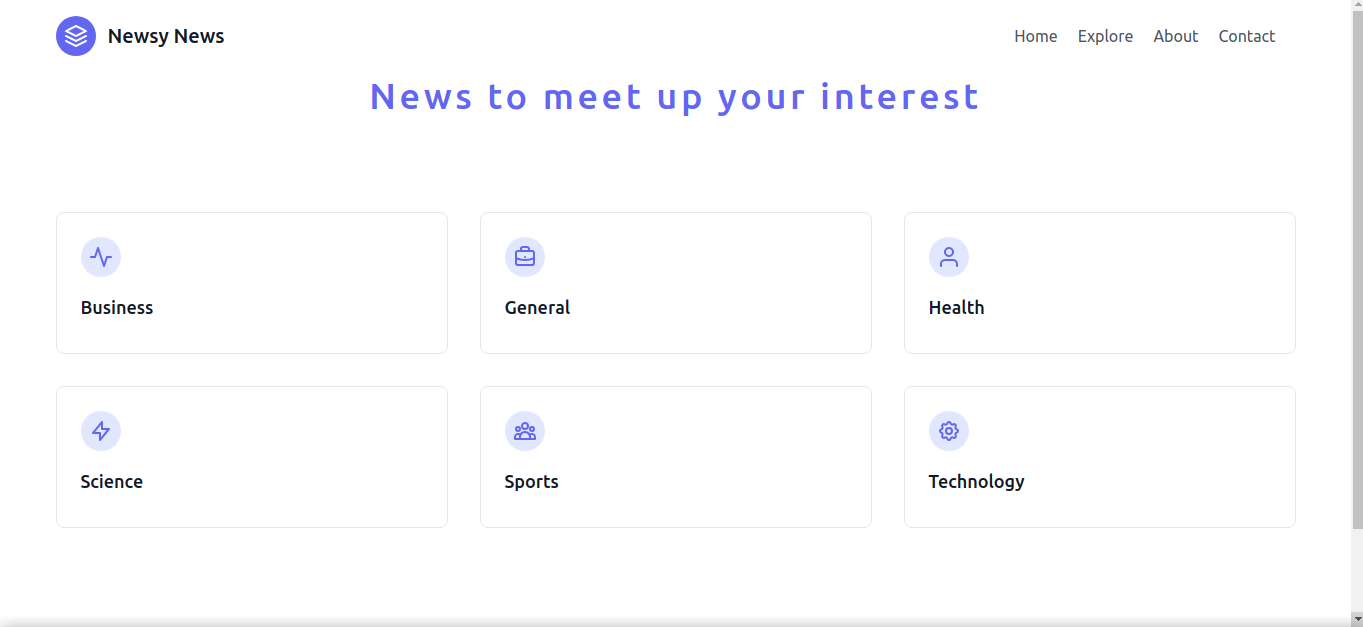 Newsy News
Home Explore About Contact
News to meet up your interest
Business
General
Health
Science
Sports
Technology